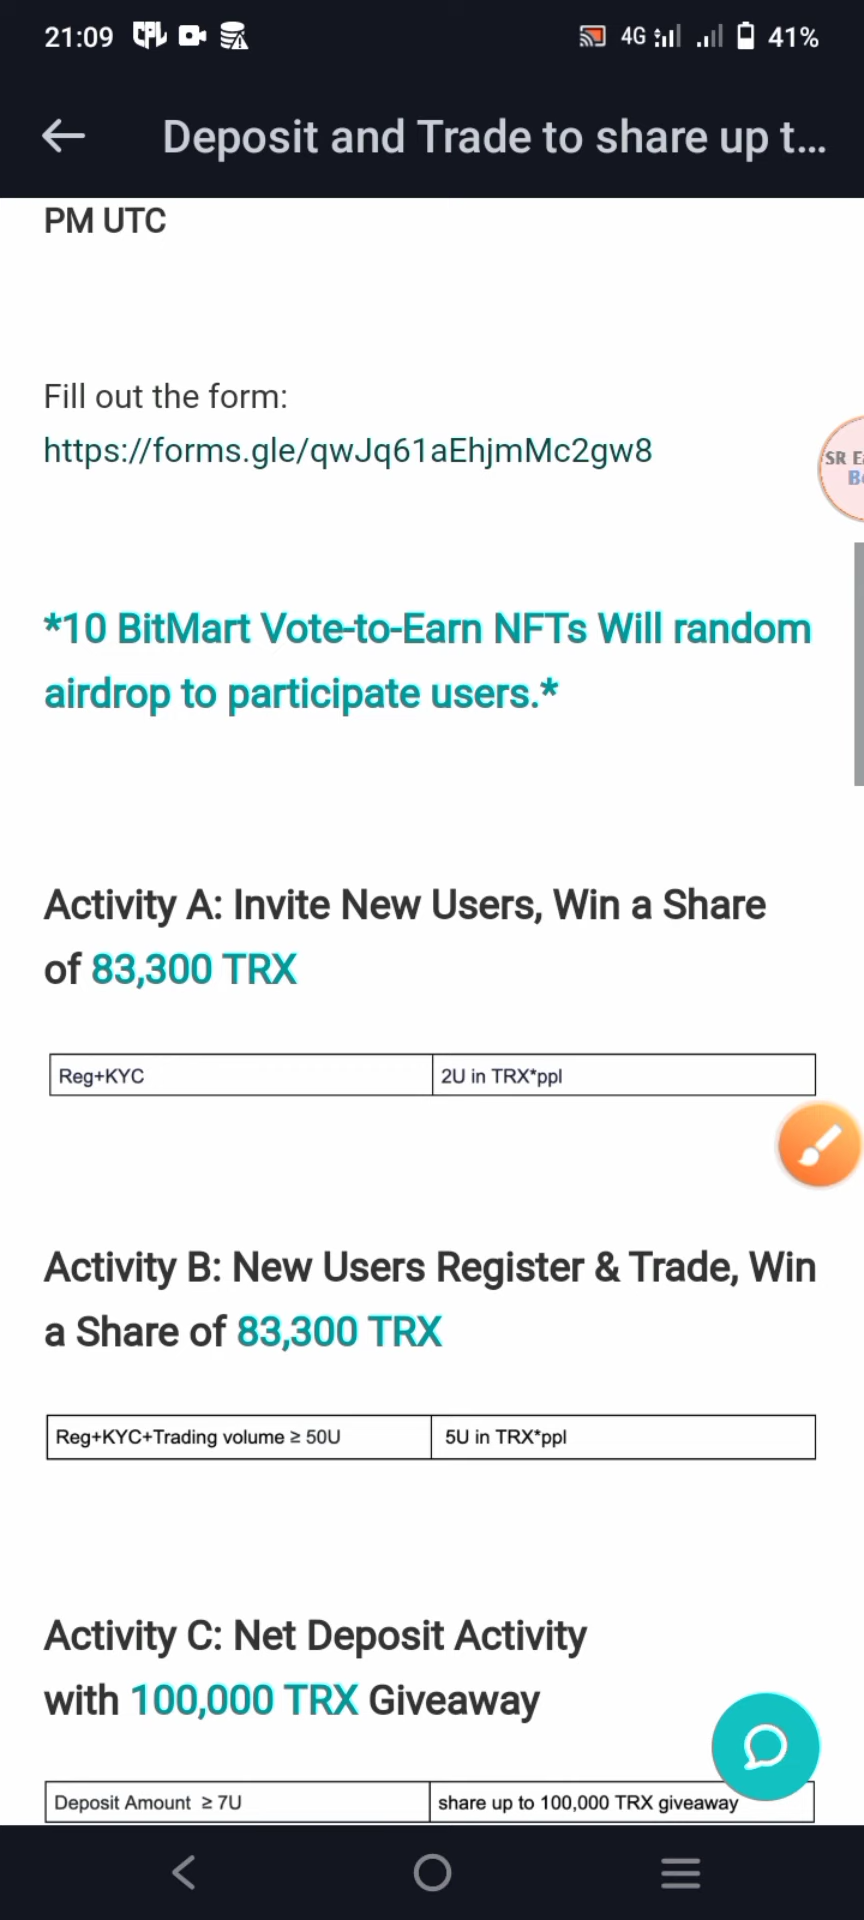 21:09 4G 41%
Deposit and Trade to share up t...
PM UTC
Fill out the form:
https://forms.gle/qwJq61aEhjmMc2gw8
SR
*10 BitMart Vote-to-Earn NFTs Will random
airdrop to participate users.*
Activity A: Invite New Users, Win a Share
of 83,300 TRX
Reg+KYC 2U in TRX*ppl
Activity B: New Users Register & Trade, Win
a Share of 83,300 TRX
Reg+KYC+Trading volume ≥ 50U 5U in TRX*ppl
Activity C: Net Deposit Activity
with 100,000 TRX Giveaway
Deposit Amount ≥ 7U share up to 100,000 TRX giveaway